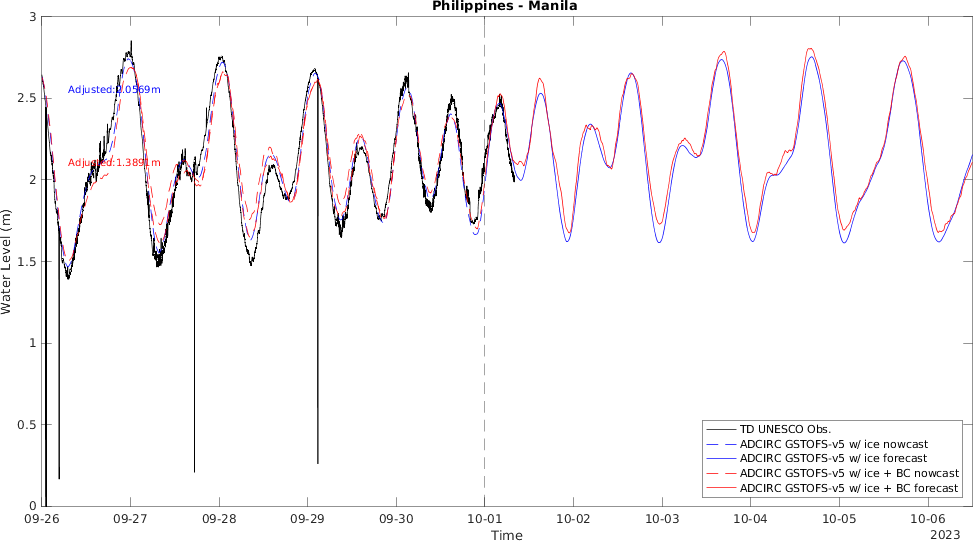 Philippines - Manila
3
2.5
2
1.5
1
0.5
0
Water Level (m)
Adjusted:2.0569m
Adjusted:1.3891m
TD UNESCO Obs.
ADCIRC GSTOFS-v5 w/ ice nowcast
ADCIRC GSTOFS-v5 w/ ice forecast
ADCIRC GSTOFS-v5 w/ ice + BC nowcast
ADCIRC GSTOFS-v5 w/ ice + BC forecast
09-26 09-27 09-28 09-29 09-30 10-01 10-02 10-03 10-04 10-05 10-06
Time
2023